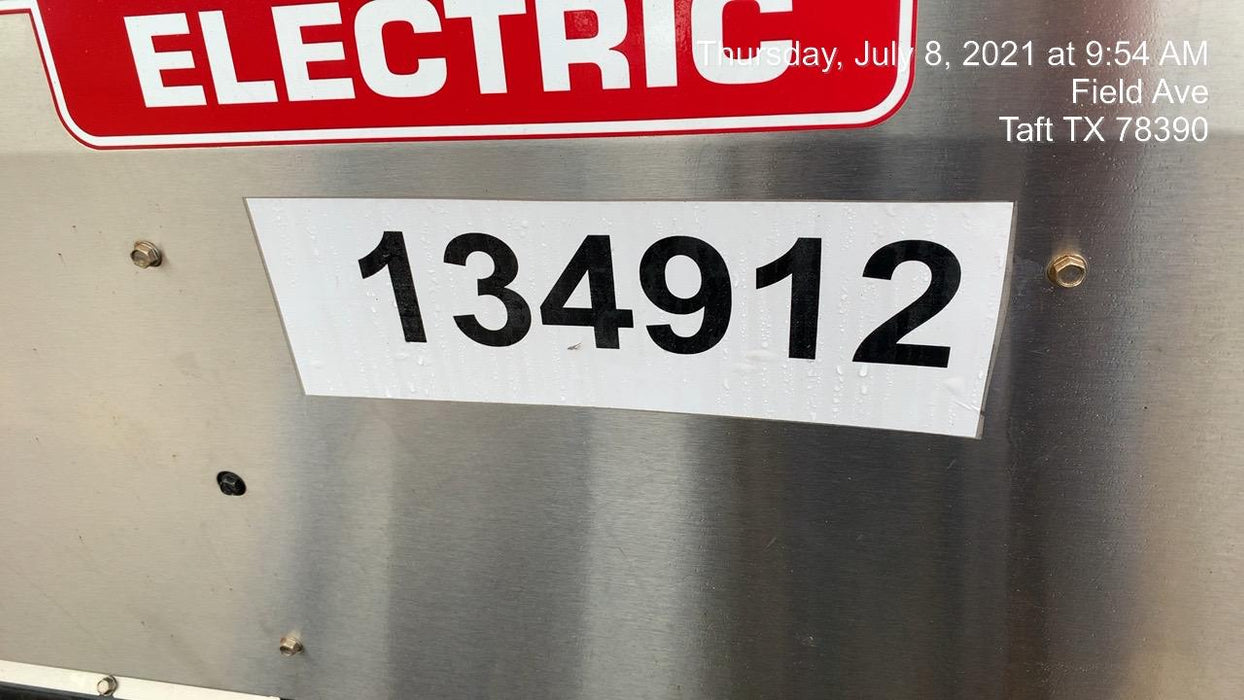 ELECTRIC
Thursday, July 8, 2021 at 9:54 AM
Field Ave
Taft TX 78390
134912